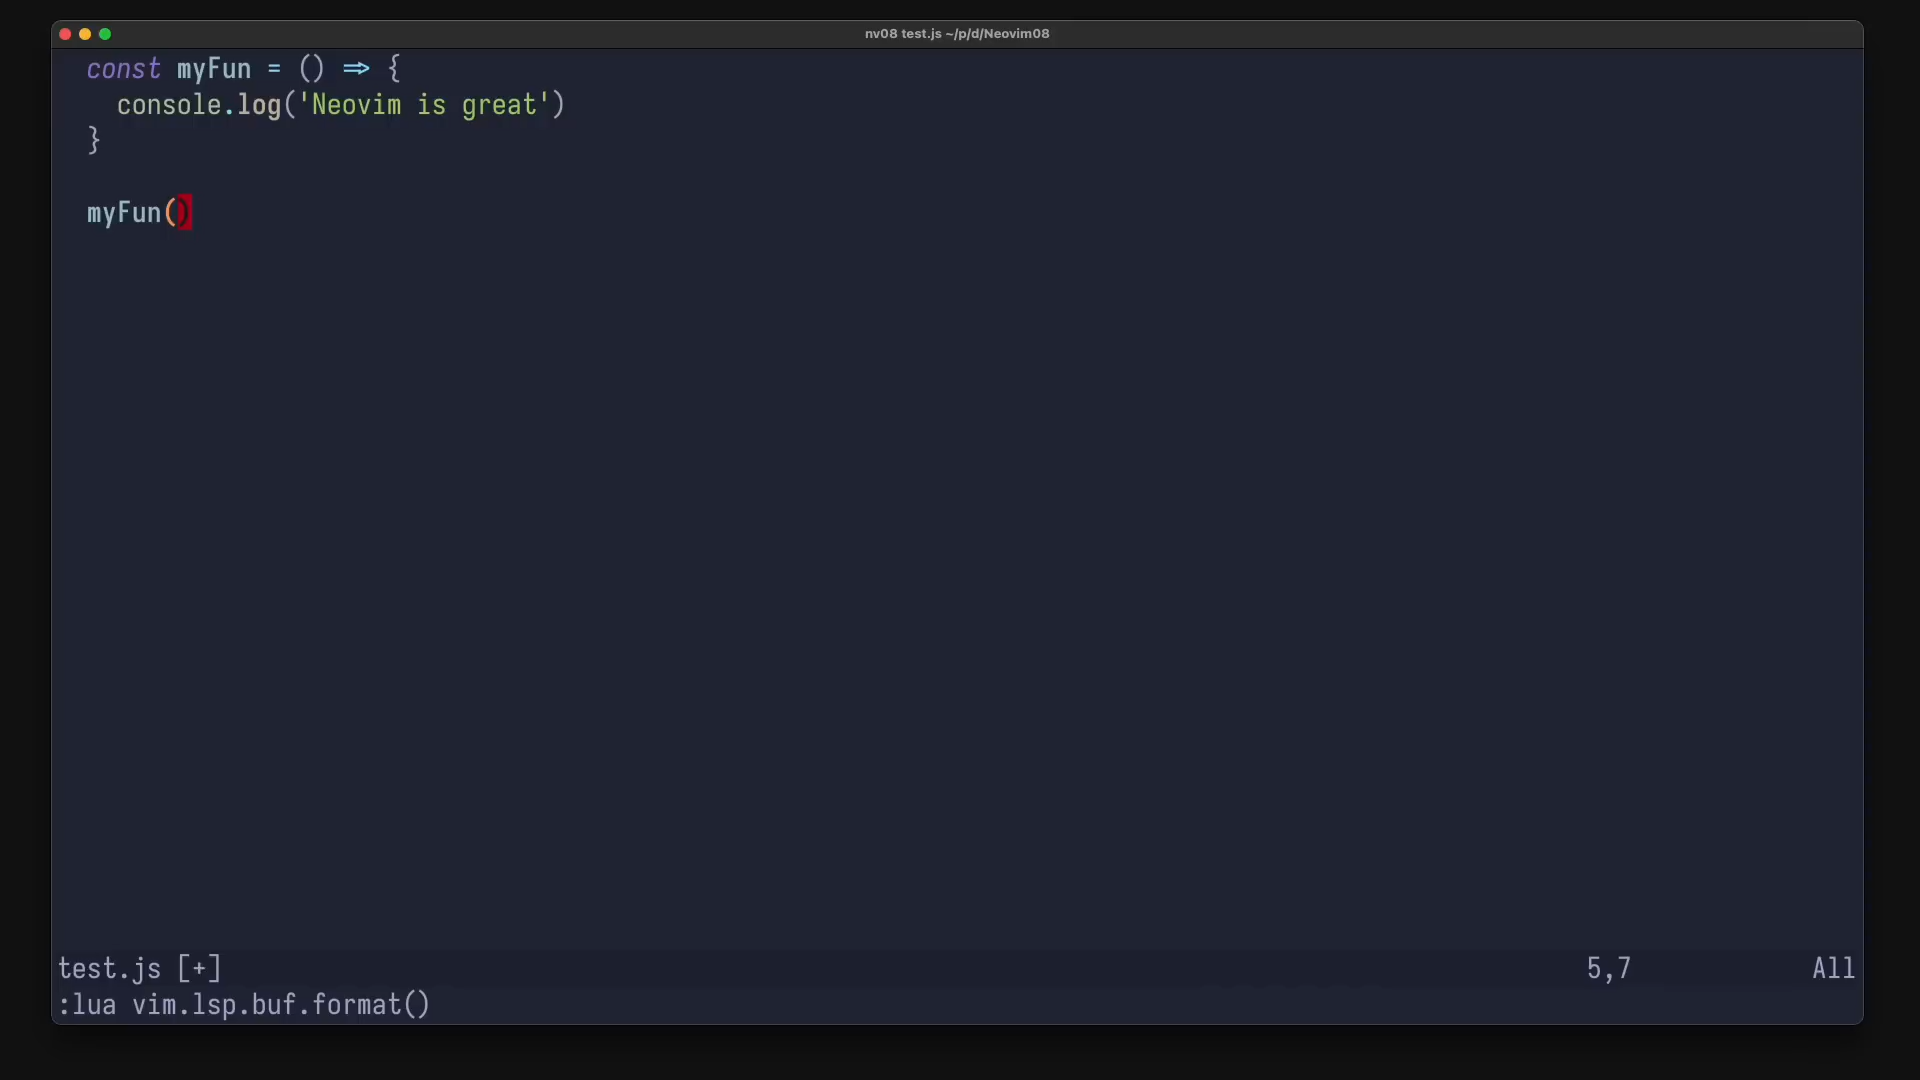 nv08 test.js ~/p/d/Neovim08
const myFun = () => {
  console.log('Neovim is great')
}
myFun()
test.js [+] 5,7 All
:lua vim.lsp.buf.format()